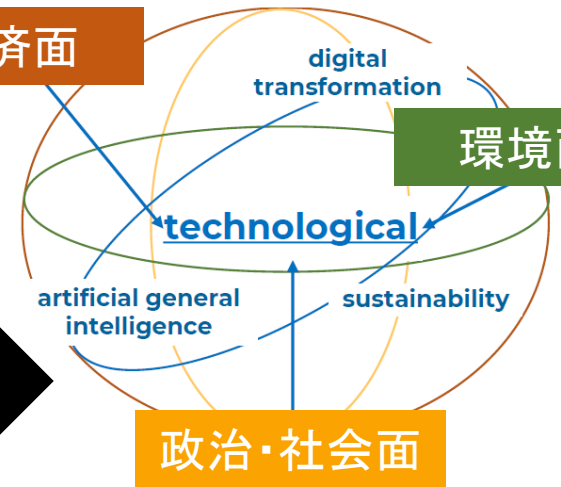 済面
digital
transformation
環境
technological
artificial general
intelligence
sustainability
政治・社会面